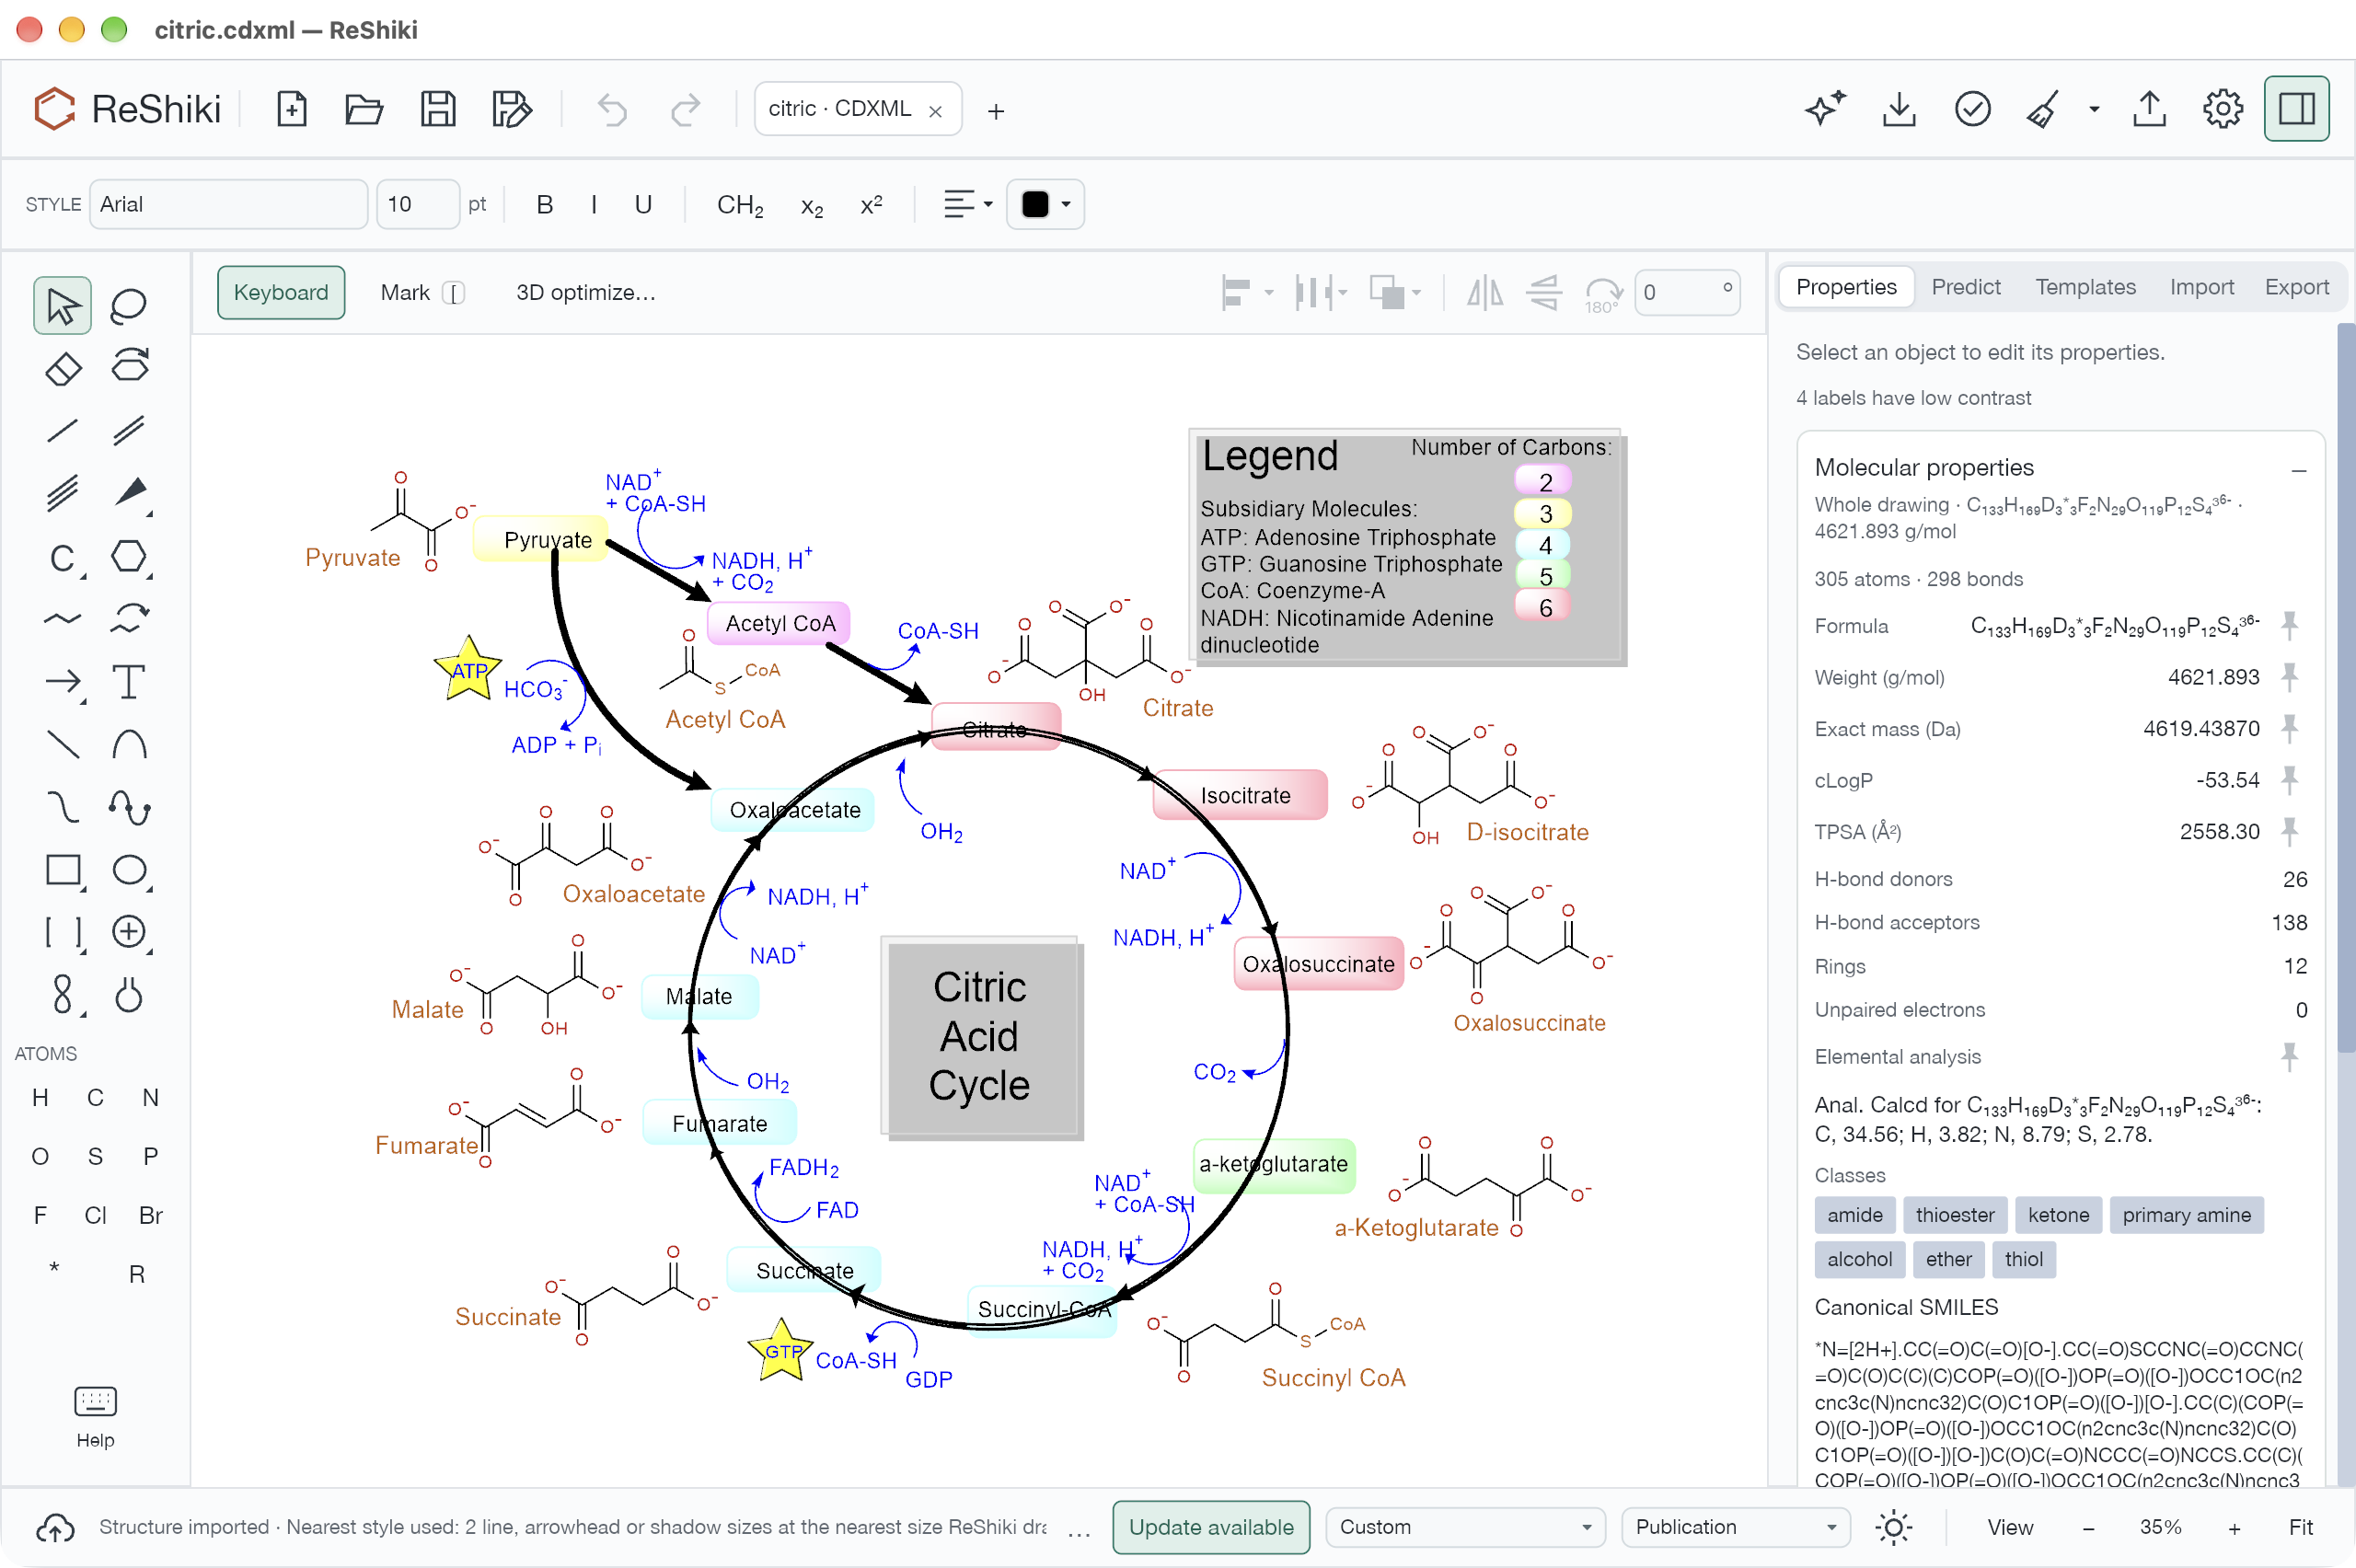 citric.cdxml — ReShiki
ReShiki
citric · CDXML ×
+
STYLE
Arial
10
pt
B
I
U
CH₂
x₂
x²
Keyboard
Mark [
3D optimize...
180°
0 °
Properties
Predict
Templates
Import
Export
C
T
[ ]
ATOMS
H C N
O S P
F Cl Br
* R
Help
Legend
Number of Carbons:
2
3
4
5
6
Subsidiary Molecules:
ATP: Adenosine Triphosphate
GTP: Guanosine Triphosphate
CoA: Coenzyme-A
NADH: Nicotinamide Adenine
dinucleotide
O
O⁻
O
Pyruvate
Pyruvate
NAD⁺
+ CoA-SH
NADH, H⁺
+ CO₂
Acetyl CoA
O
S
CoA
Acetyl CoA
CoA-SH
ATP
HCO₃⁻
ADP + Pᵢ
O
O⁻
O
O
O⁻
OH
O⁻
Citrate
Citrate
Isocitrate
O
O⁻
O
O
O⁻
OH
O⁻
D-isocitrate
Oxaloacetate
OH₂
O
O
O⁻
O⁻
O
Oxaloacetate
NAD⁺
NADH, H⁺
NADH, H⁺
NAD⁺
Oxalosuccinate
O
O⁻
O
O
O⁻
O⁻
O
Oxalosuccinate
O
O⁻
O⁻
O
OH
Malate
Malate
Citric
Acid
Cycle
CO₂
OH₂
O
O⁻
O⁻
O
Fumarate
Fumarate
a-ketoglutarate
O
O
O⁻
O⁻
O
a-Ketoglutarate
FADH₂
FAD
NAD⁺
+ CoA-SH
NADH, H⁺
+ CO₂
O
O⁻
O⁻
O
Succinate
Succinate
Succinyl-CoA
O
O⁻
CoA
S
O
Succinyl CoA
GTP
CoA-SH
GDP
Select an object to edit its properties.
4 labels have low contrast
Molecular properties –
Whole drawing · C₁₃₃H₁₆₉D₃*₃F₂N₂₉O₁₁₉P₁₂S₄³⁶⁻ ·
4621.893 g/mol
305 atoms · 298 bonds
Formula C₁₃₃H₁₆₉D₃*₃F₂N₂₉O₁₁₉P₁₂S₄³⁶⁻
Weight (g/mol) 4621.893
Exact mass (Da) 4619.43870
cLogP -53.54
TPSA (Å²) 2558.30
H-bond donors 26
H-bond acceptors 138
Rings 12
Unpaired electrons 0
Elemental analysis
Anal. Calcd for C₁₃₃H₁₆₉D₃*₃F₂N₂₉O₁₁₉P₁₂S₄³⁶⁻:
C, 34.56; H, 3.82; N, 8.79; S, 2.78.
Classes
amide thioester ketone primary amine
alcohol ether thiol
Canonical SMILES
*N=[2H+].CC(=O)C(=O)[O-].CC(=O)SCCNC(=O)CCNC(
=O)C(O)C(C)(C)COP(=O)([O-])OP(=O)([O-])OCC1OC(n2
cnc3c(N)ncnc32)C(O)C1OP(=O)([O-])[O-].CC(C)(COP(=
O)([O-])OP(=O)([O-])OCC1OC(n2cnc3c(N)ncnc32)C(O)
C1OP(=O)([O-])[O-])C(O)C(=O)NCCC(=O)NCCS.CC(C)(
COP(=O)([O-])OP(=O)([O-])OCC1OC(n2cnc3c(N)ncnc3
Structure imported · Nearest style used: 2 line, arrowhead or shadow sizes at the nearest size ReShiki dra
...
Update available
Custom
Publication
View
–
35%
+
Fit